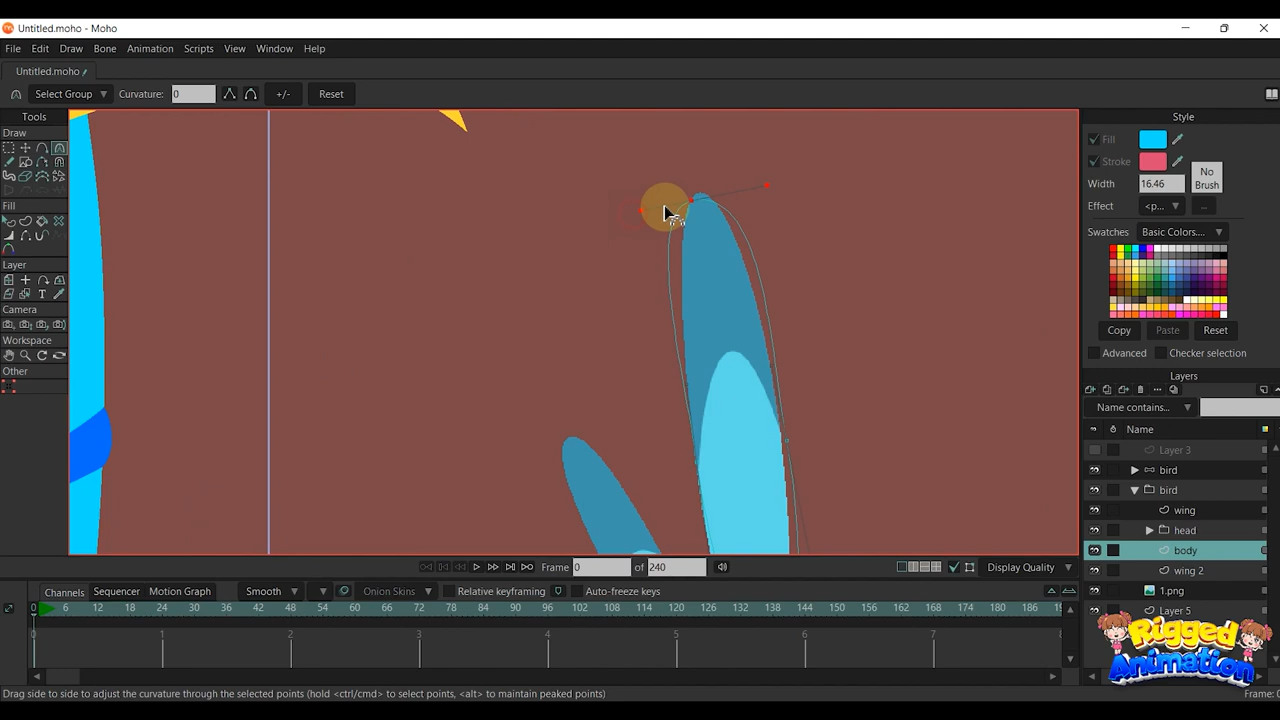 Untitled.moho - Moho
File Edit Draw Bone Animation Scripts View Window Help
Untitled.moho
Select Group Curvature: 0 +/- Reset
Tools
Draw
Fill
Layer
T
Camera
Workspace
Other
Style
Fill
Stroke
Width 16.46
No
Brush
Effect <p... ...
Swatches Basic Colors....
Copy Paste Reset
Advanced Checker selection
Layers
Name contains...
Name
Layer 3
bird
bird
wing
head
body
wing 2
1.png
Layer 5
Frame 0 of 240 Display Quality
Channels Sequencer Motion Graph Smooth Onion Skins Relative keyframing Auto-freeze keys
0 6 12 18 24 30 36 42 48 54 60 66 72 78 84 90 96 102 108 114 120 126 132 138 144 150 156 162 168 174 180 186 19
0 1 2 3 4 5 6 7
Rigged
Animation
Drag side to side to adjust the curvature through the selected points (hold <ctrl/cmd> to select points, <alt> to maintain peaked points) Frame: 0